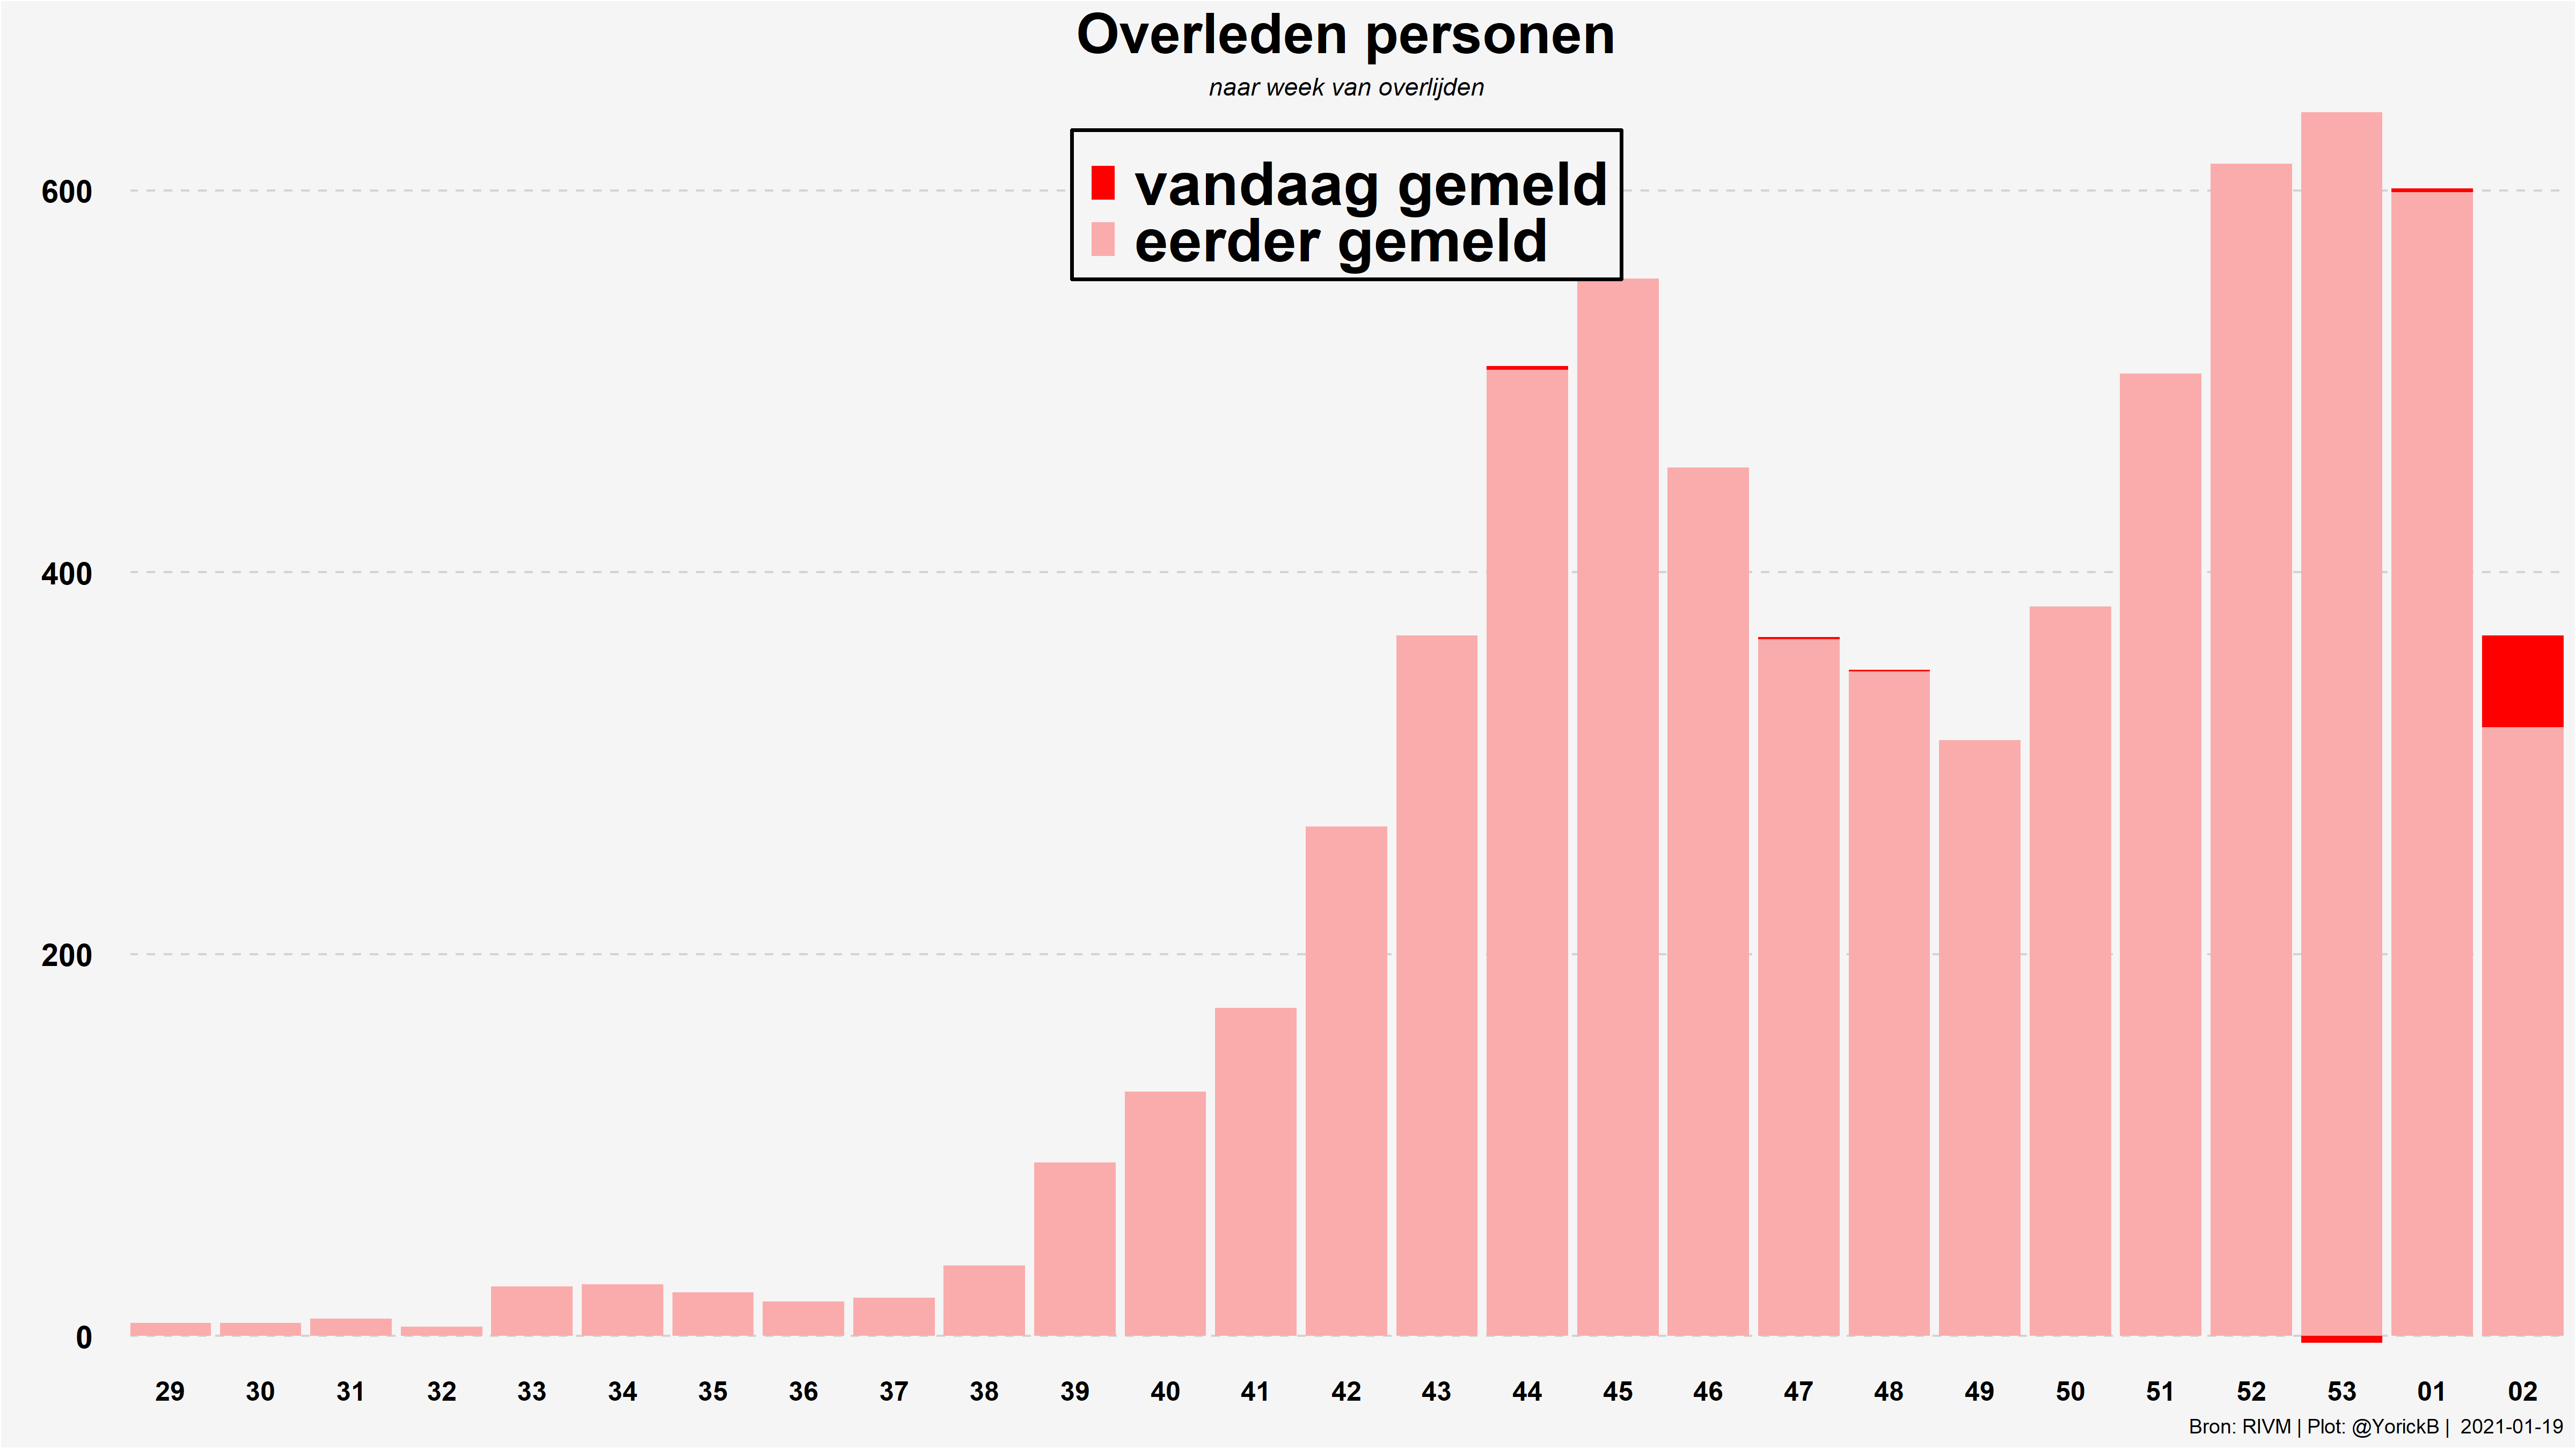 Overleden personen
naar week van overlijden
vandaag gemeld
eerder gemeld
600
400
200
0
29 30 31 32 33 34 35 36 37 38 39 40 41 42 43 44 45 46 47 48 49 50 51 52 53 01 02
Bron: RIVM | Plot: @YorickB | 2021-01-19